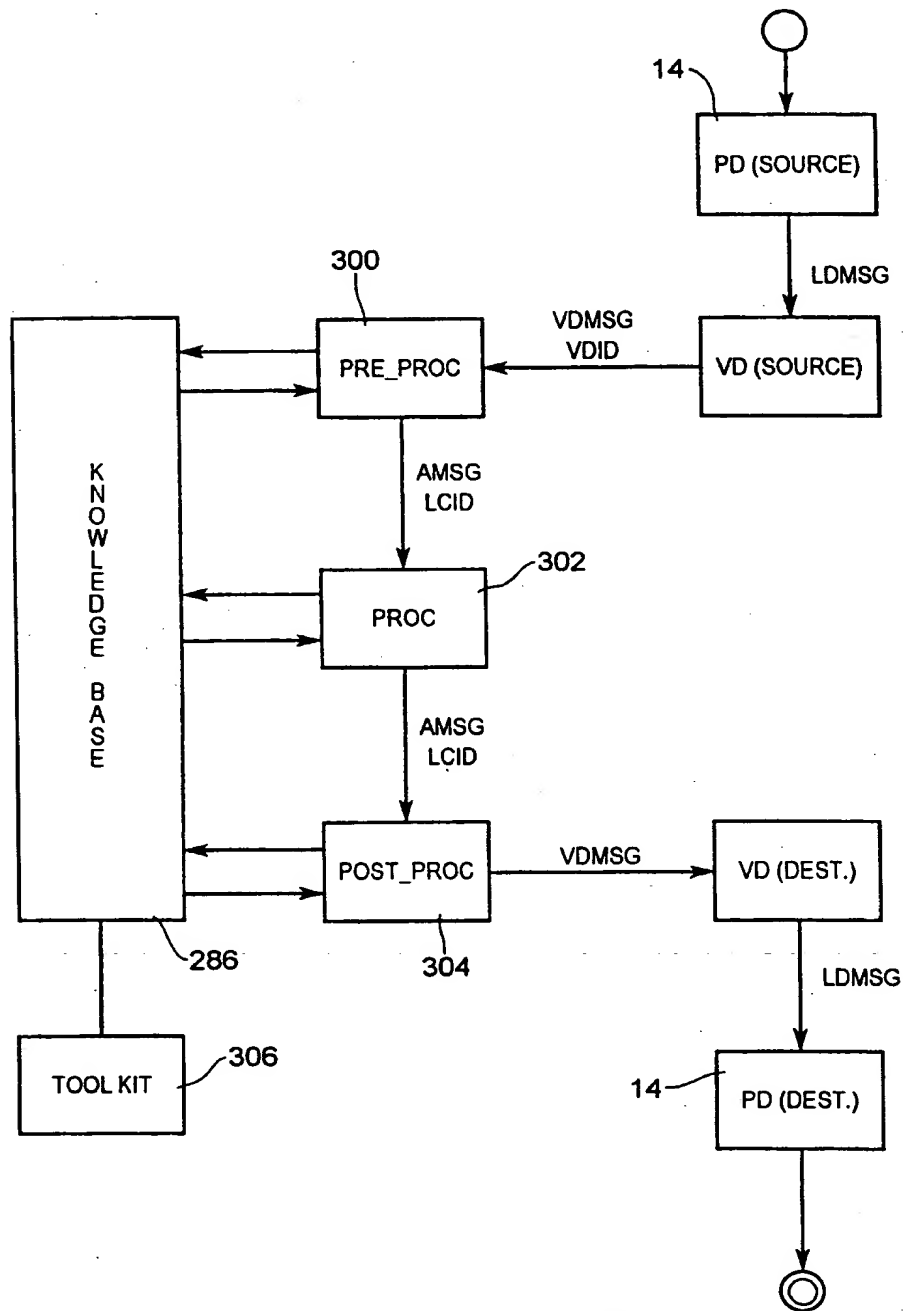 14
PD (SOURCE)
LDMSG
300
VDMSG
VDID
PRE_PROC
VD (SOURCE)
KNOWLEDGE BASE
AMSG
LCID
302
PROC
AMSG
LCID
POST_PROC
VDMSG
VD (DEST.)
286
304
LDMSG
TOOL KIT
306
14
PD (DEST.)